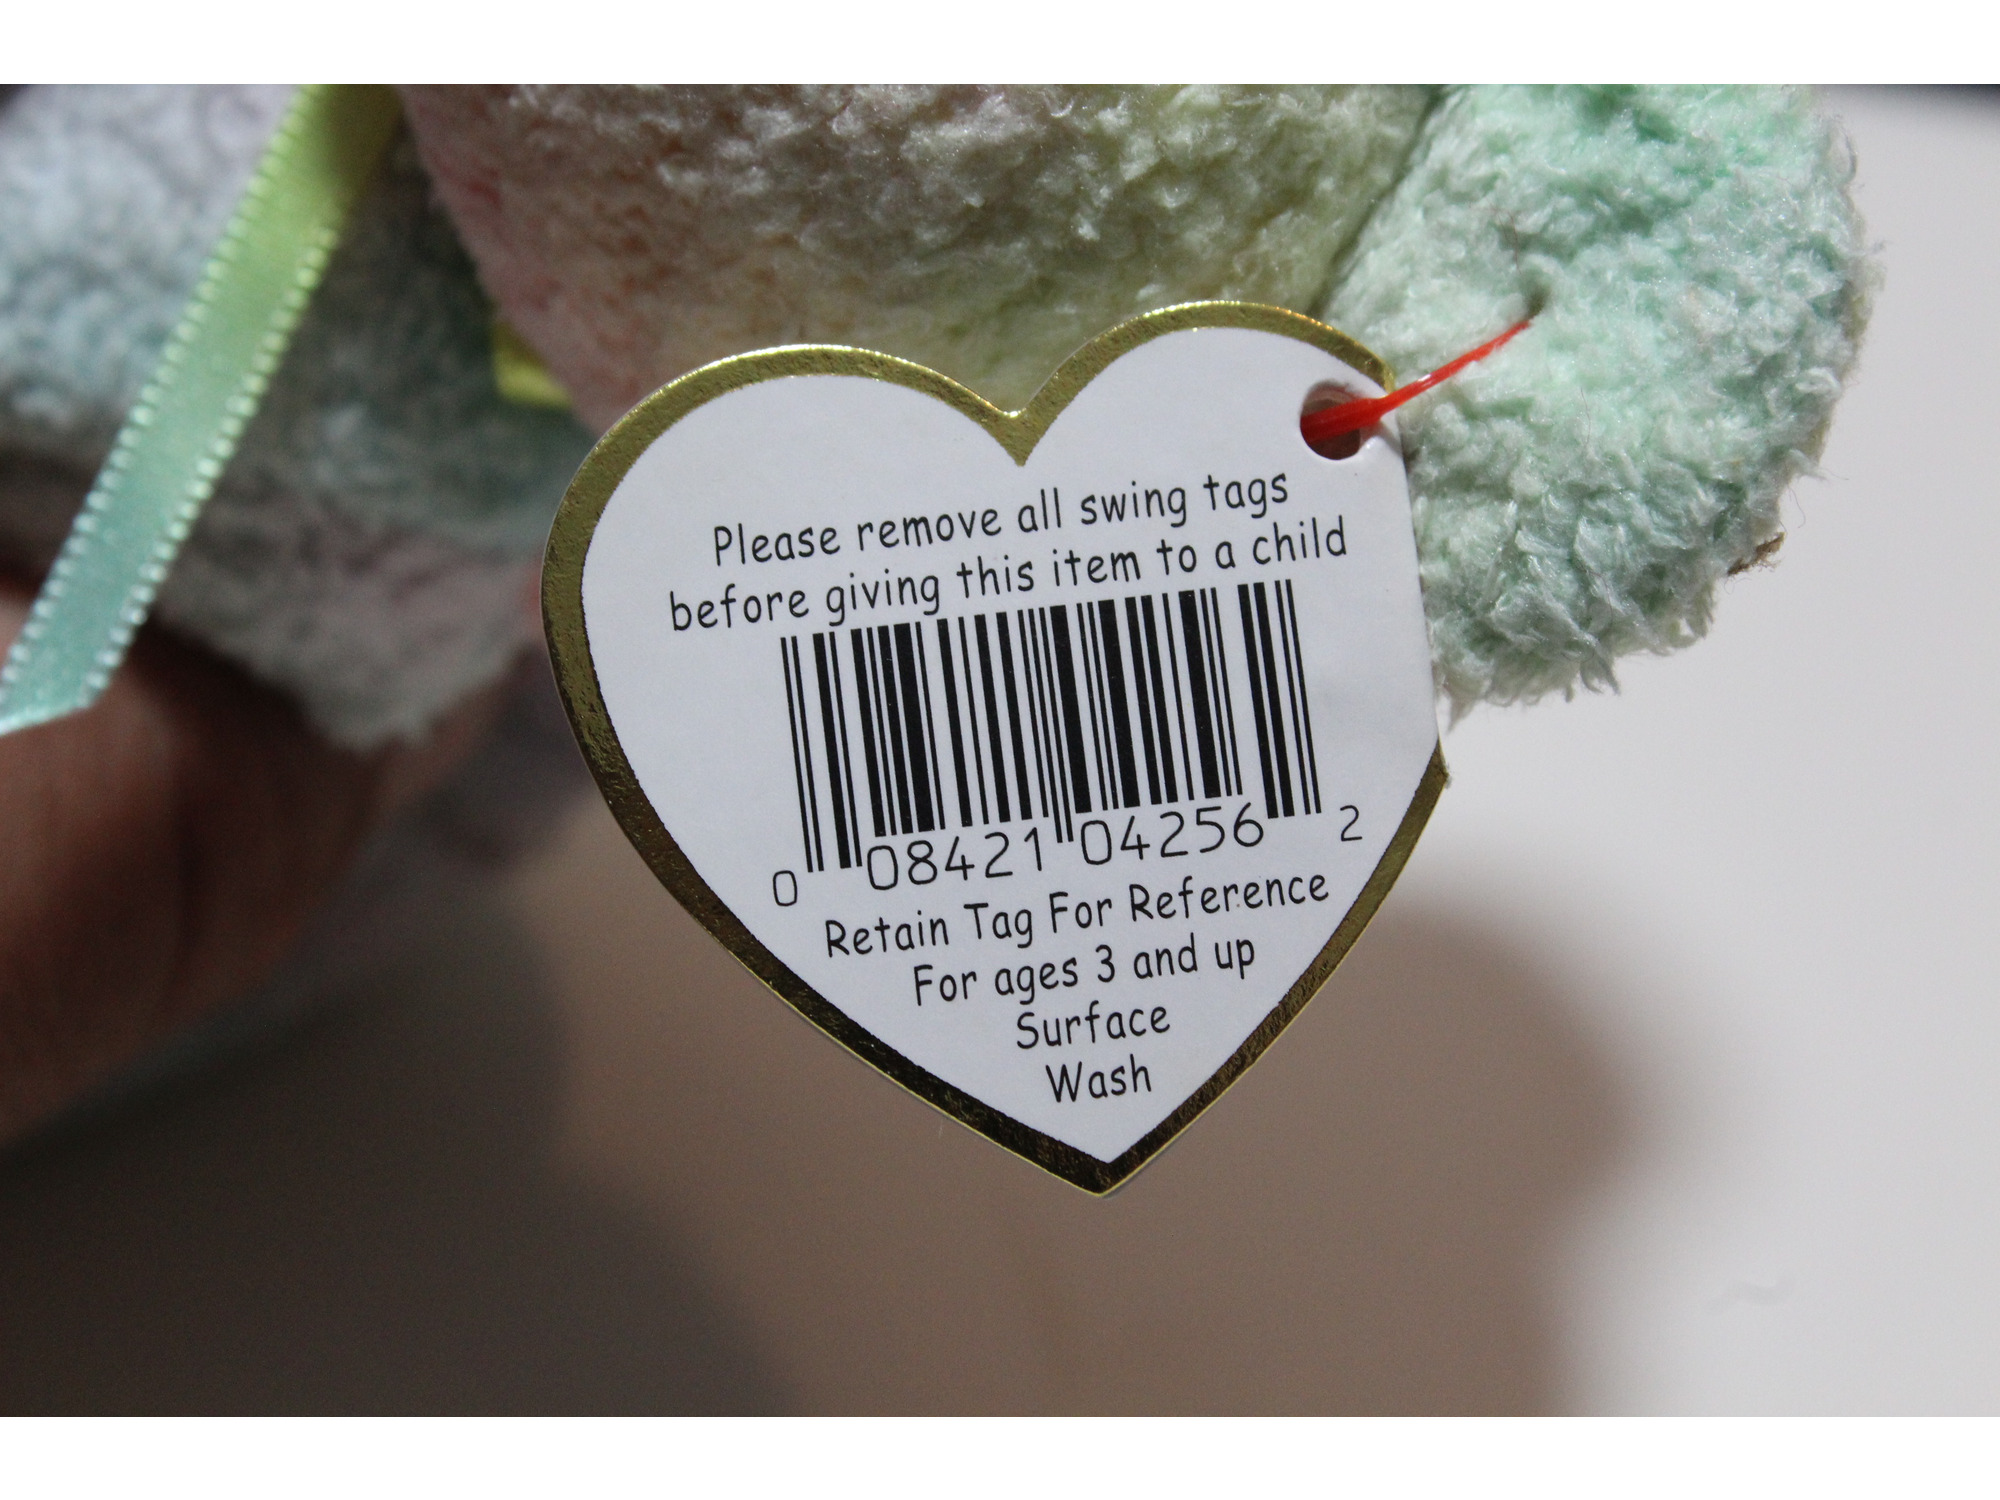 Please remove all swing tags
before giving this item to a child
0 08421 04256 2
Retain Tag For Reference
For ages 3 and up
Surface
Wash